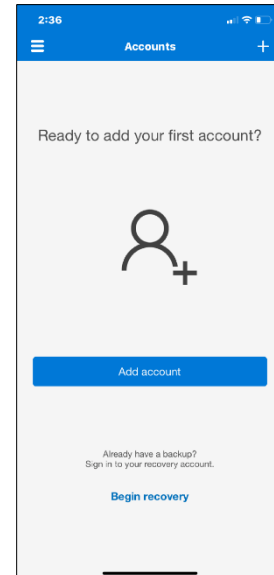 2:36
Accounts
Ready to add your first account?
Add account
Already have a backup?
Sign in to your recovery account.
Begin recovery